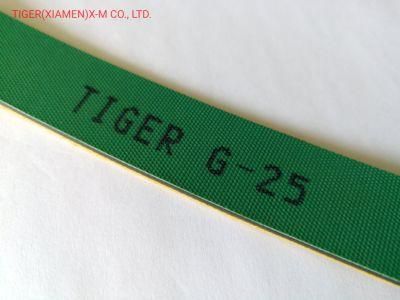 TIGER(XIAMEN)X-M CO., LTD.
TIGER G-25